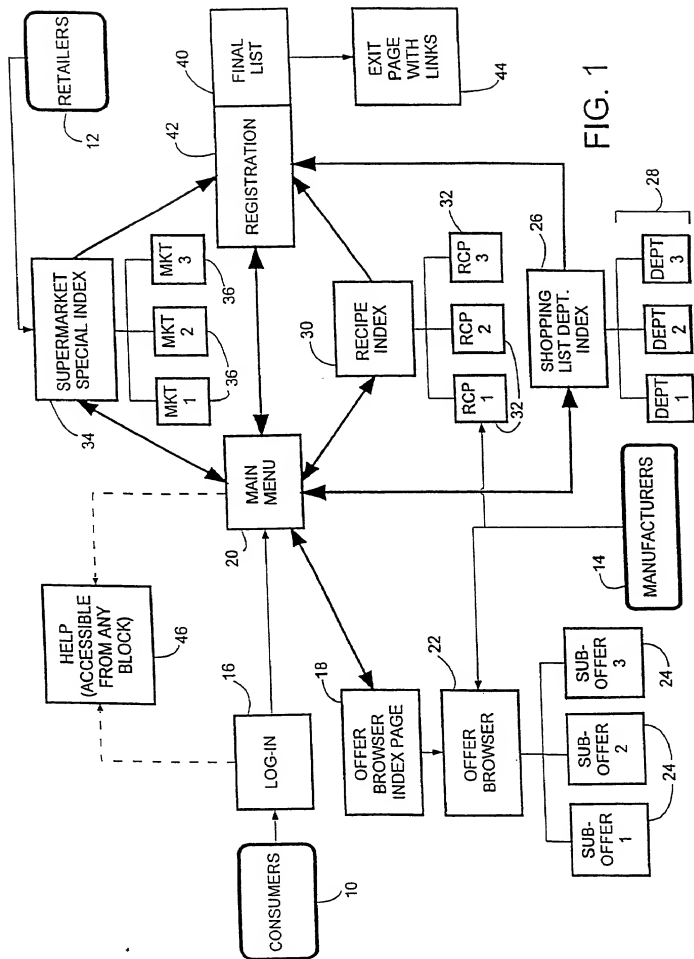 CONSUMERS
10
LOG-IN
16
HELP
(ACCESSIBLE
FROM ANY
BLOCK)
46
MAIN
MENU
20
SUPERMARKET
SPECIAL INDEX
34
MKT
1
MKT
2
MKT
3
36
36
RETAILERS
12
REGISTRATION
42
FINAL
LIST
40
EXIT
PAGE
WITH
LINKS
44
OFFER
BROWSER
INDEX PAGE
18
OFFER
BROWSER
22
SUB-
OFFER
1
SUB-
OFFER
2
SUB-
OFFER
3
24
24
RECIPE
INDEX
30
RCP
1
RCP
2
RCP
3
32
32
SHOPPING
LIST DEPT.
INDEX
26
DEPT
1
DEPT
2
DEPT
3
28
MANUFACTURERS
14
FIG. 1